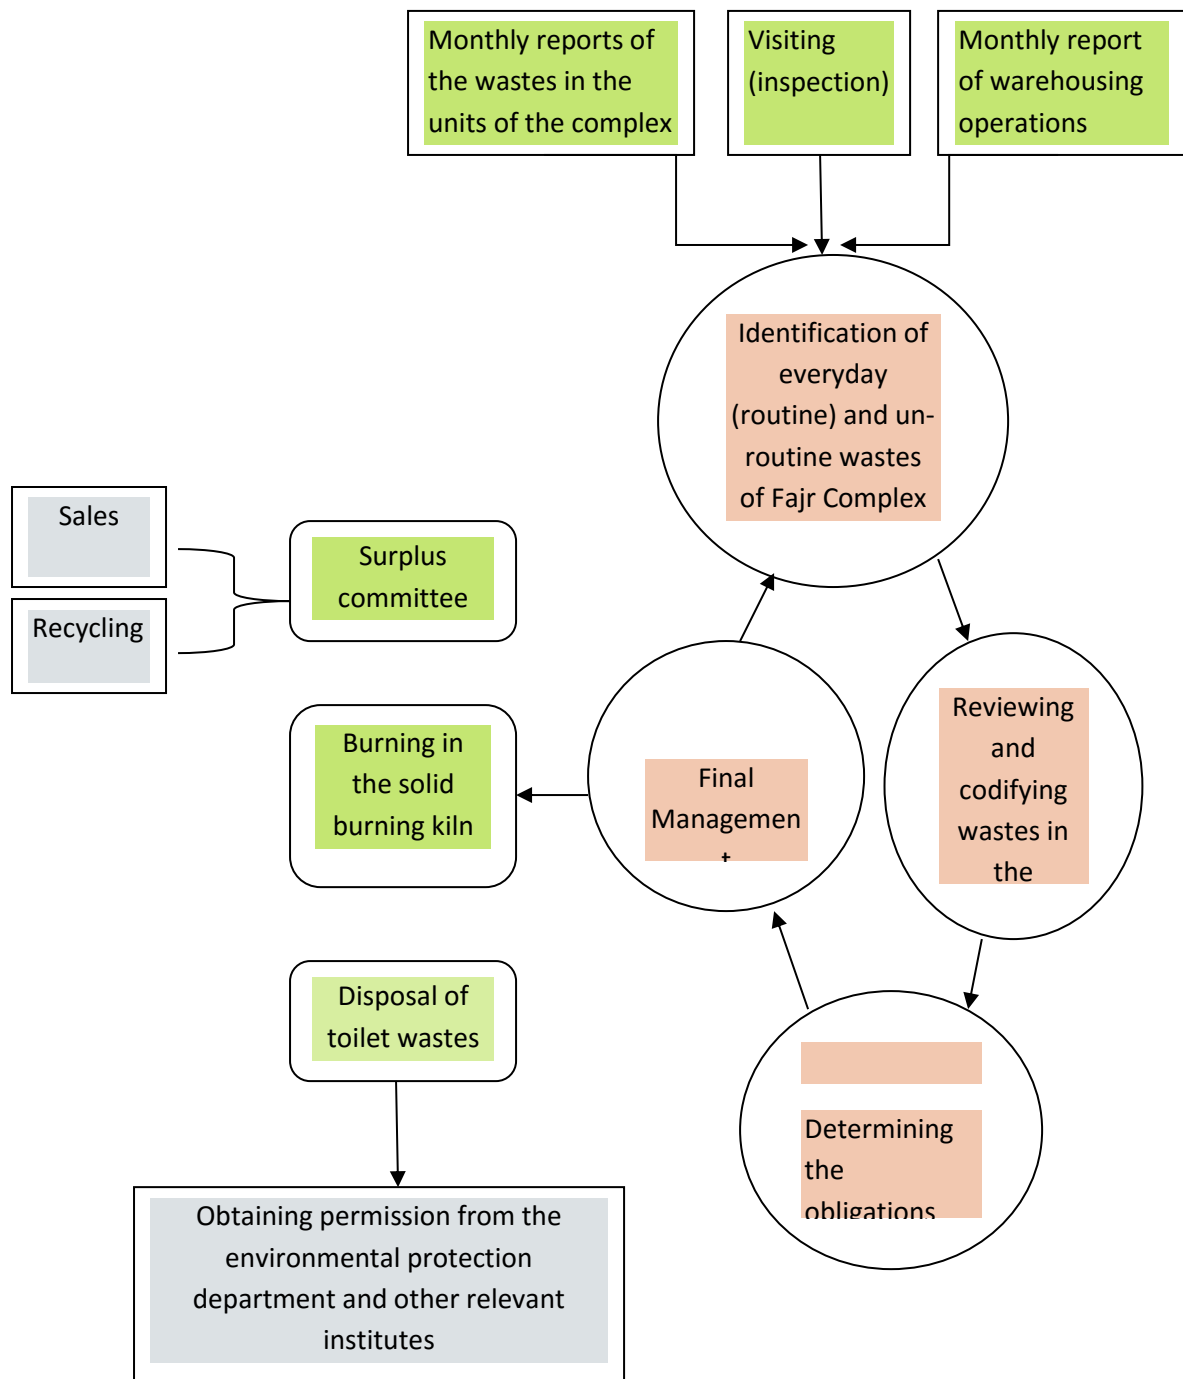 Monthly reports of
the wastes in the
units of the complex
Visiting
(inspection)
Monthly report
of warehousing
operations
Identification of
everyday
(routine) and un-
routine wastes
of Fajr Complex
Sales
Recycling
Surplus
committee
Burning in
the solid
burning kiln
Final
Managemen
t
Reviewing
and
codifying
wastes in
the
Disposal of
toilet wastes
Determining
the
obligations
Obtaining permission from the
environmental protection
department and other relevant
institutes